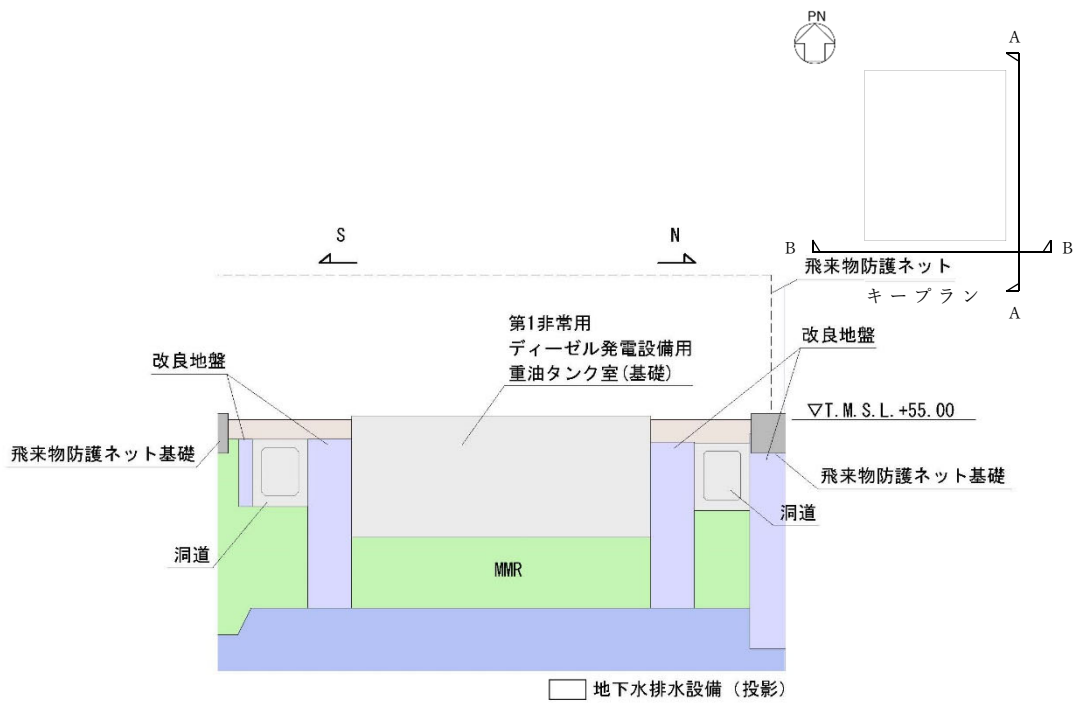 PN
A
B
B
キープラン
A
S
N
飛来物防護ネット
第1非常用
ディーゼル発電設備用
重油タンク室(基礎)
改良地盤
改良地盤
▽T.M.S.L.+55.00
飛来物防護ネット基礎
飛来物防護ネット基礎
洞道
洞道
MMR
地下水排水設備（投影）